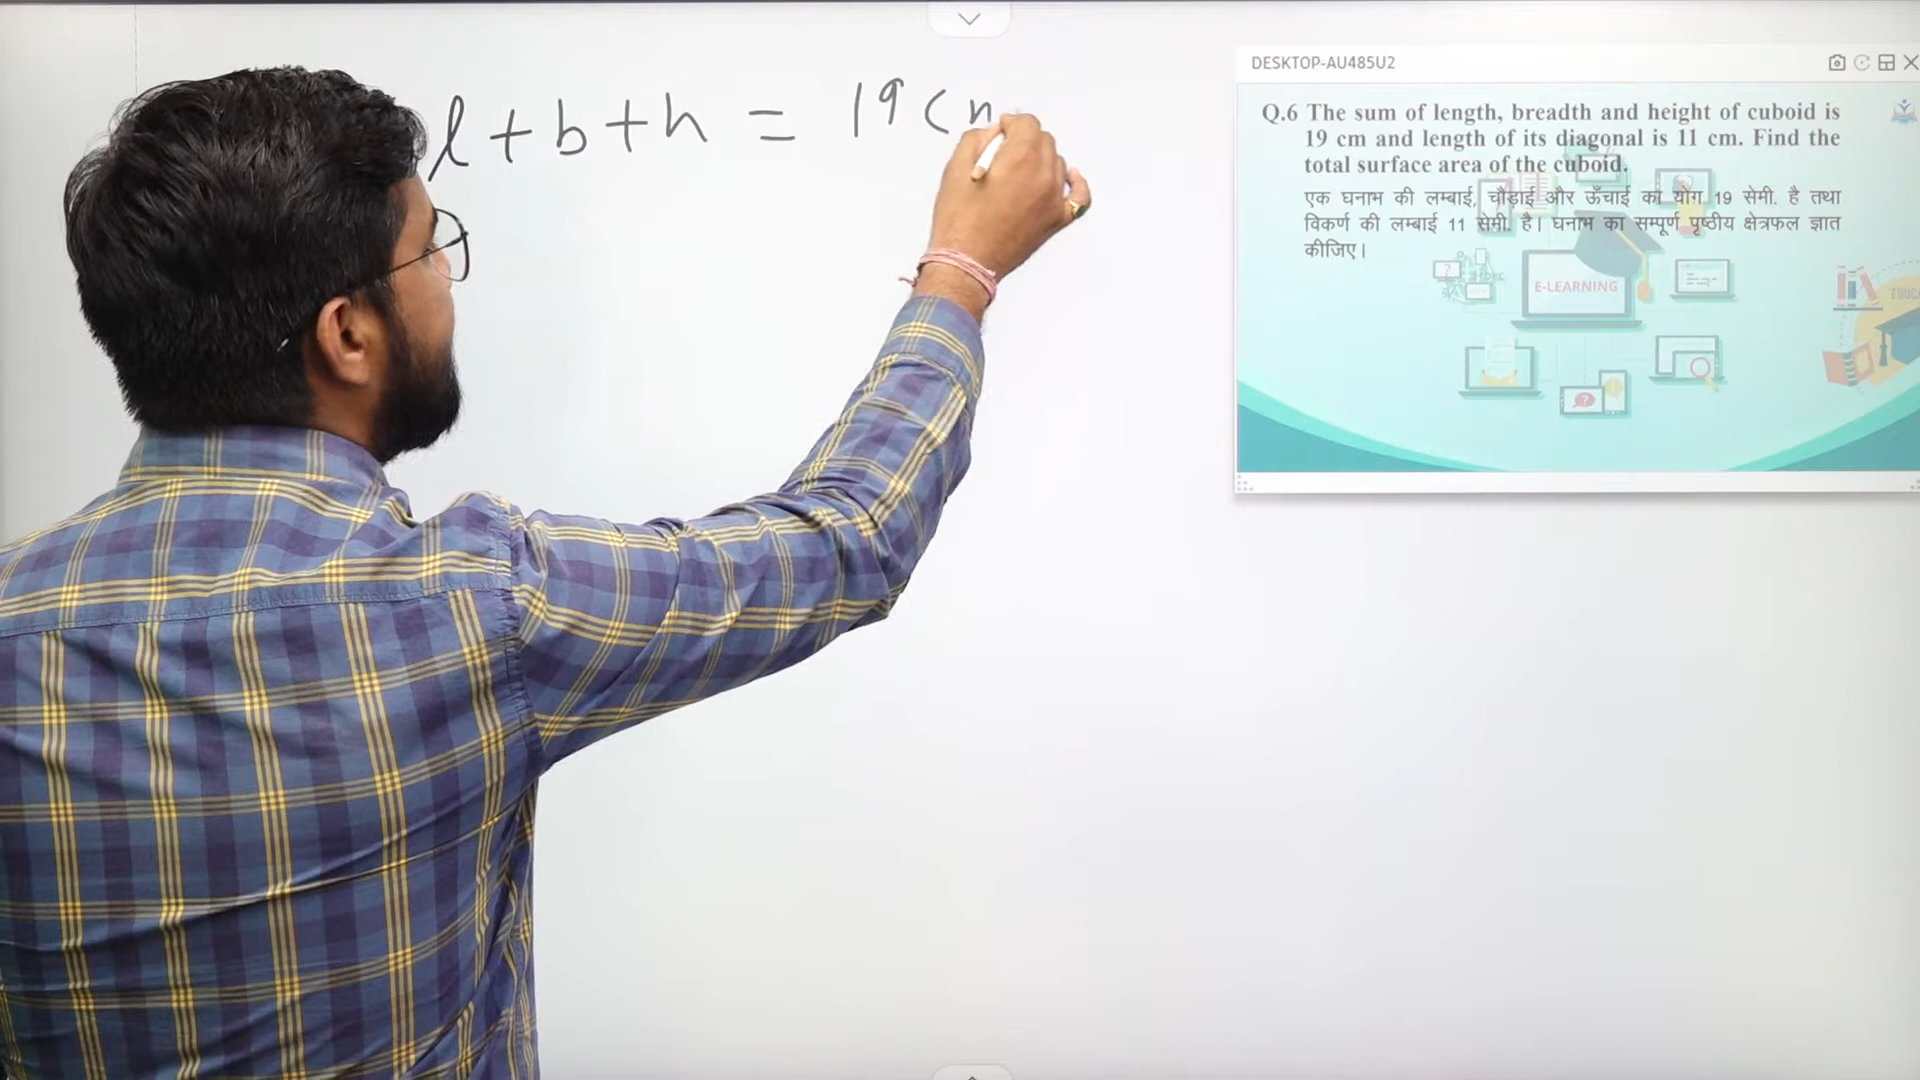 l + b + h = 19 cm
DESKTOP-AU485U2
Q.6 The sum of length, breadth and height of cuboid is
19 cm and length of its diagonal is 11 cm. Find the
total surface area of the cuboid.
एक घनाभ की लम्बाई, चौड़ाई और ऊँचाई का योग 19 सेमी. है तथा
विकर्ण की लम्बाई 11 सेमी. है। घनाभ का सम्पूर्ण पृष्ठीय क्षेत्रफल ज्ञात
कीजिए।
E-LEARNING
EDUC